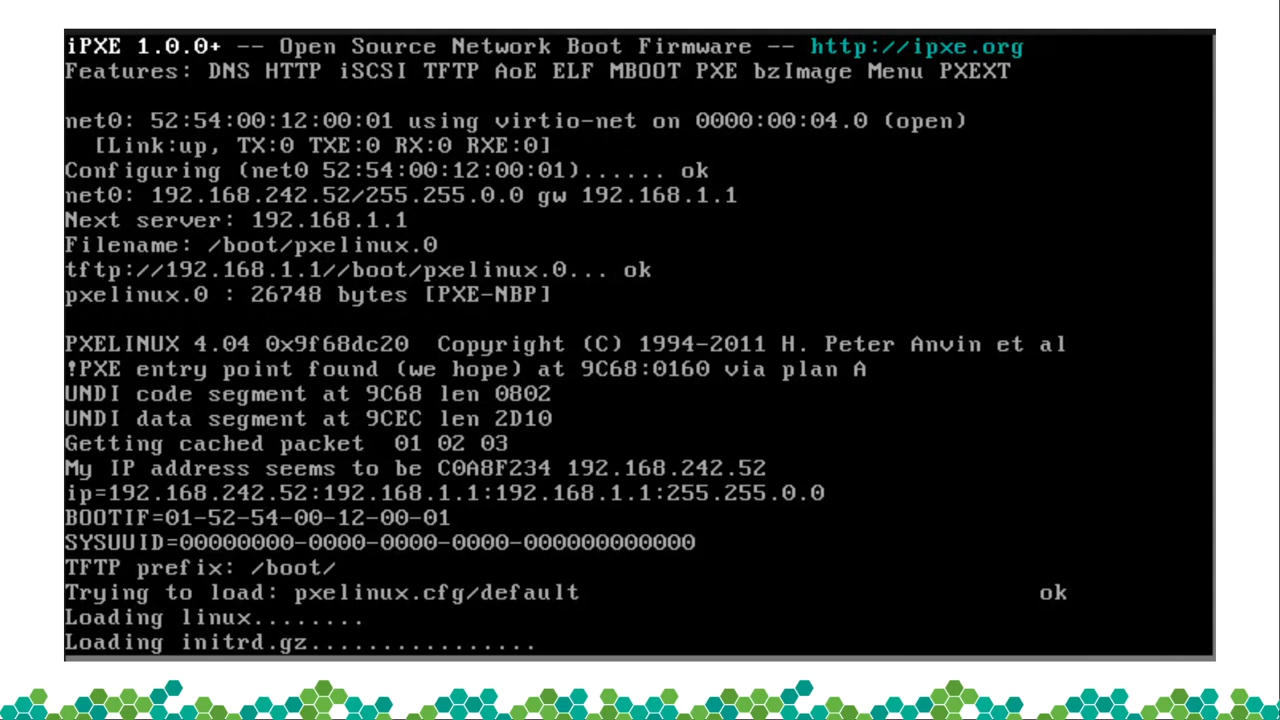 iPXE 1.0.0+ -- Open Source Network Boot Firmware -- http://ipxe.org
Features: DNS HTTP iSCSI TFTP AoE ELF MBOOT PXE bzImage Menu PXEXT
net0: 52:54:00:12:00:01 using virtio-net on 0000:00:04.0 (open)
[Link:up, TX:0 TXE:0 RX:0 RXE:0]
Configuring (net0 52:54:00:12:00:01)...... ok
net0: 192.168.242.52/255.255.0.0 gw 192.168.1.1
Next server: 192.168.1.1
Filename: /boot/pxelinux.0
tftp://192.168.1.1//boot/pxelinux.0... ok
pxelinux.0 : 26748 bytes [PXE-NBP]
PXELINUX 4.04 0x9f68dc20  Copyright (C) 1994-2011 H. Peter Anvin et al
!PXE entry point found (we hope) at 9C68:0160 via plan A
UNDI code segment at 9C68 len 0802
UNDI data segment at 9CEC len 2D10
Getting cached packet  01 02 03
My IP address seems to be C0A8F234 192.168.242.52
ip=192.168.242.52:192.168.1.1:192.168.1.1:255.255.0.0
BOOTIF=01-52-54-00-12-00-01
SYSUUID=00000000-0000-0000-0000-000000000000
TFTP prefix: /boot/
Trying to load: pxelinux.cfg/default ok
Loading linux........
Loading initrd.gz................